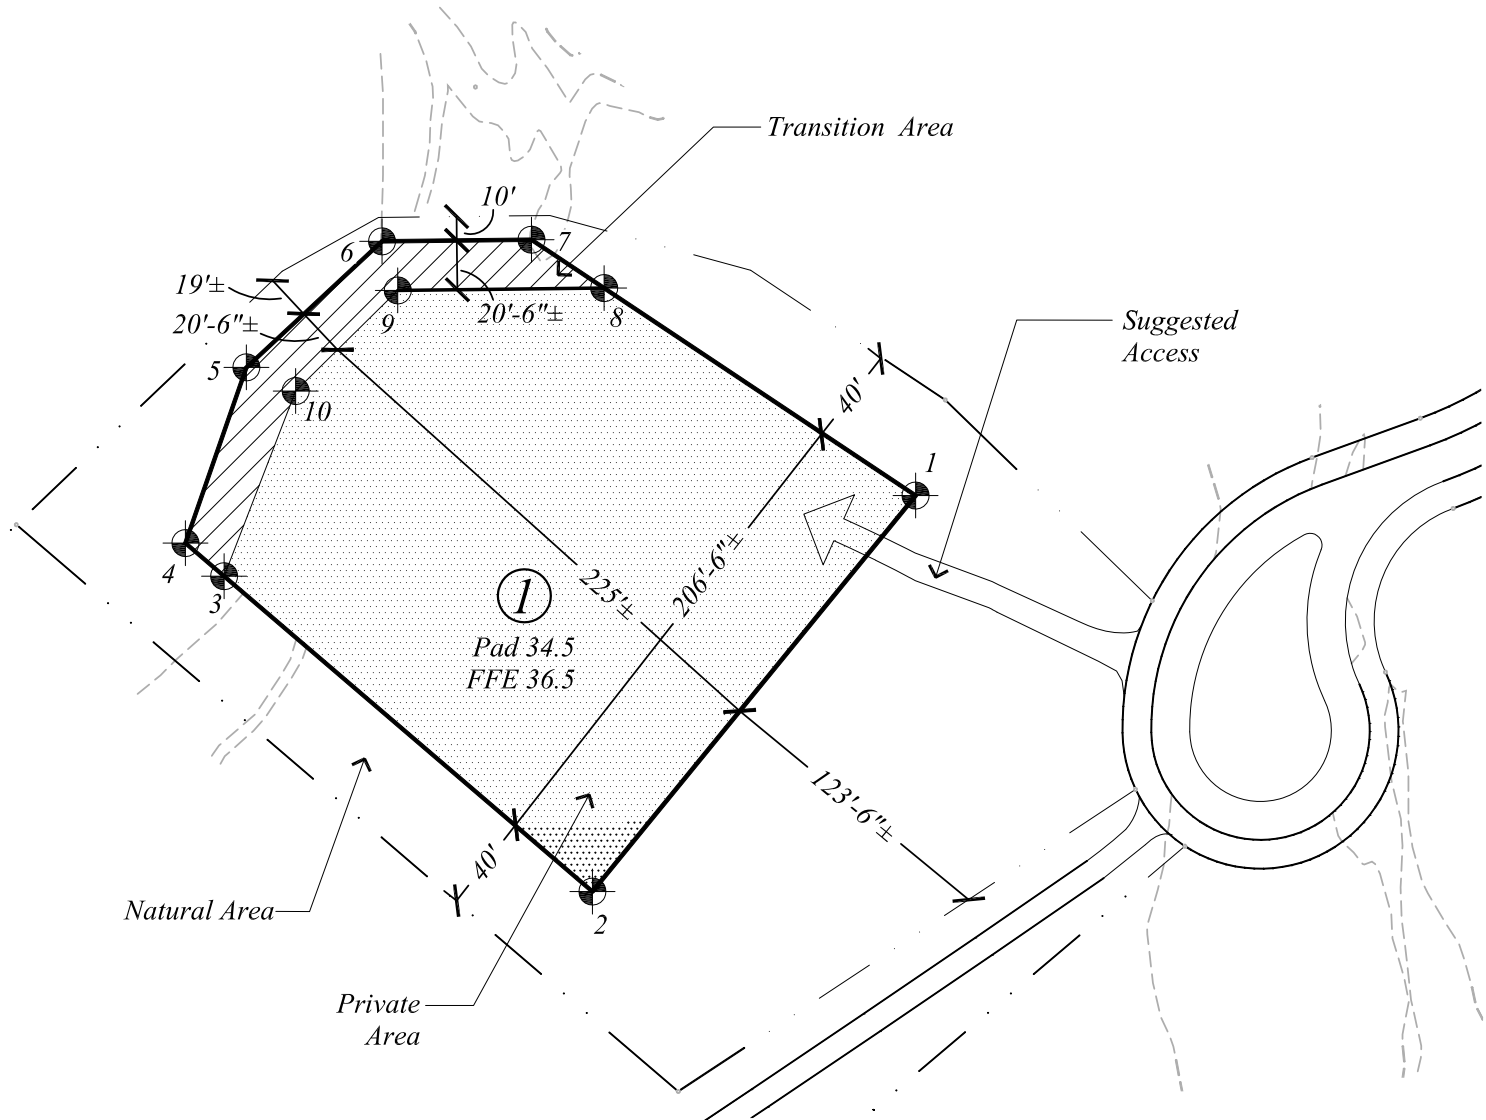 Transition Area
10'
6
7
19'±
20'-6"±
20'-6"±
9
8
Suggested
Access
5
10
40'
1
4
3
225'±
206'-6"±
1
Pad 34.5
FFE 36.5
123'-6"±
40'
Natural Area
2
Private
Area